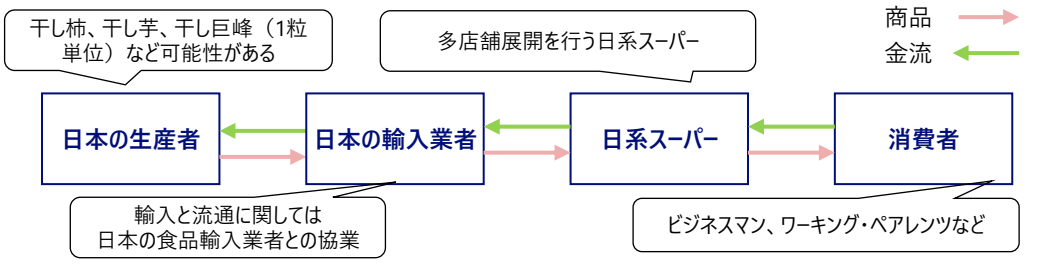 干し柿、干し芋、干し巨峰（1粒
単位）など可能性がある
多店舗展開を行う日系スーパー
商品
金流
日本の生産者
日本の輸入業者
日系スーパー
消費者
輸入と流通に関しては
日本の食品輸入業者との協業
ビジネスマン、ワーキング・ペアレンツなど